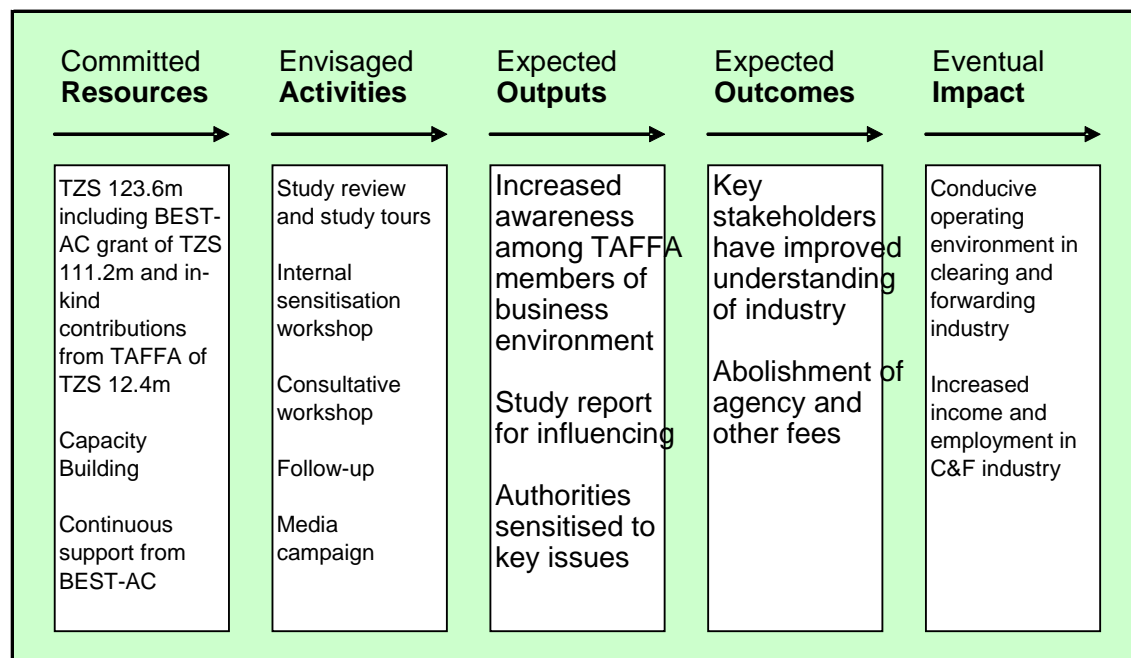 Committed
Resources
TZS 123.6m
including BEST-
AC grant of TZS
111.2m and in-
kind
contributions
from TAFFA of
TZS 12.4m
Capacity
Building
Continuous
support from
BEST-AC
Envisaged
Activities
Study review
and study tours
Internal
sensitisation
workshop
Consultative
workshop
Follow-up
Media
campaign
Expected
Outputs
Increased
awareness
among TAFFA
members of
business
environment
Study report
for influencing
Authorities
sensitised to
key issues
Expected
Outcomes
Key
stakeholders
have improved
understanding
of industry
Abolishment of
agency and
other fees
Eventual
Impact
Conducive
operating
environment in
clearing and
forwarding
industry
Increased
income and
employment in
C&F industry